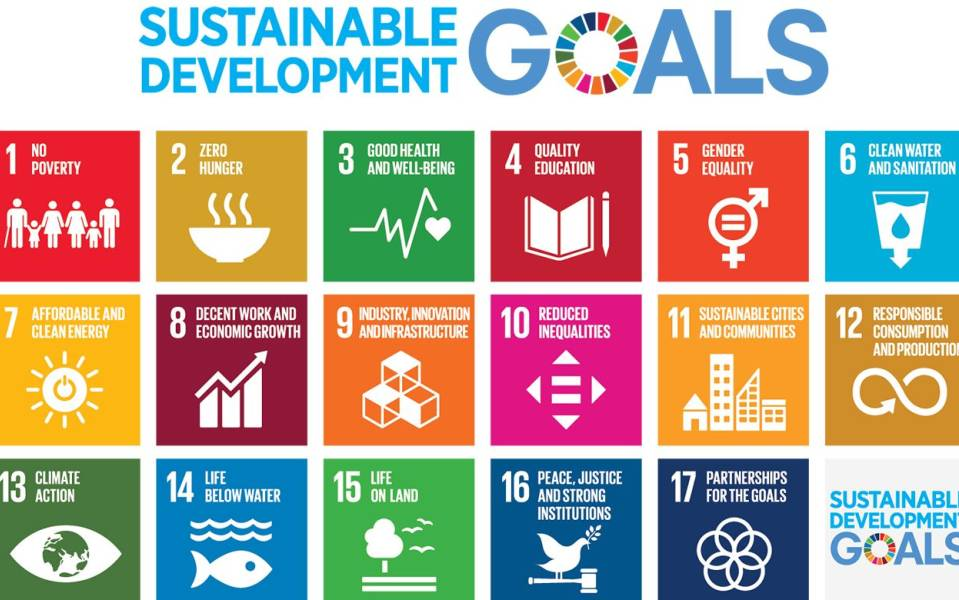 SUSTAINABLE
DEVELOPMENT
GOALS
1 NO
POVERTY
2 ZERO
HUNGER
3 GOOD HEALTH
AND WELL-BEING
4 QUALITY
EDUCATION
5 GENDER
EQUALITY
6 CLEAN WATER
AND SANITATION
7 AFFORDABLE AND
CLEAN ENERGY
8 DECENT WORK AND
ECONOMIC GROWTH
9 INDUSTRY, INNOVATION
AND INFRASTRUCTURE
10 REDUCED
INEQUALITIES
11 SUSTAINABLE CITIES
AND COMMUNITIES
12 RESPONSIBLE
CONSUMPTION
AND PRODUCTION
13 CLIMATE
ACTION
14 LIFE
BELOW WATER
15 LIFE
ON LAND
16 PEACE, JUSTICE
AND STRONG
INSTITUTIONS
17 PARTNERSHIPS
FOR THE GOALS
SUSTAINABLE
DEVELOPMENT
GOALS